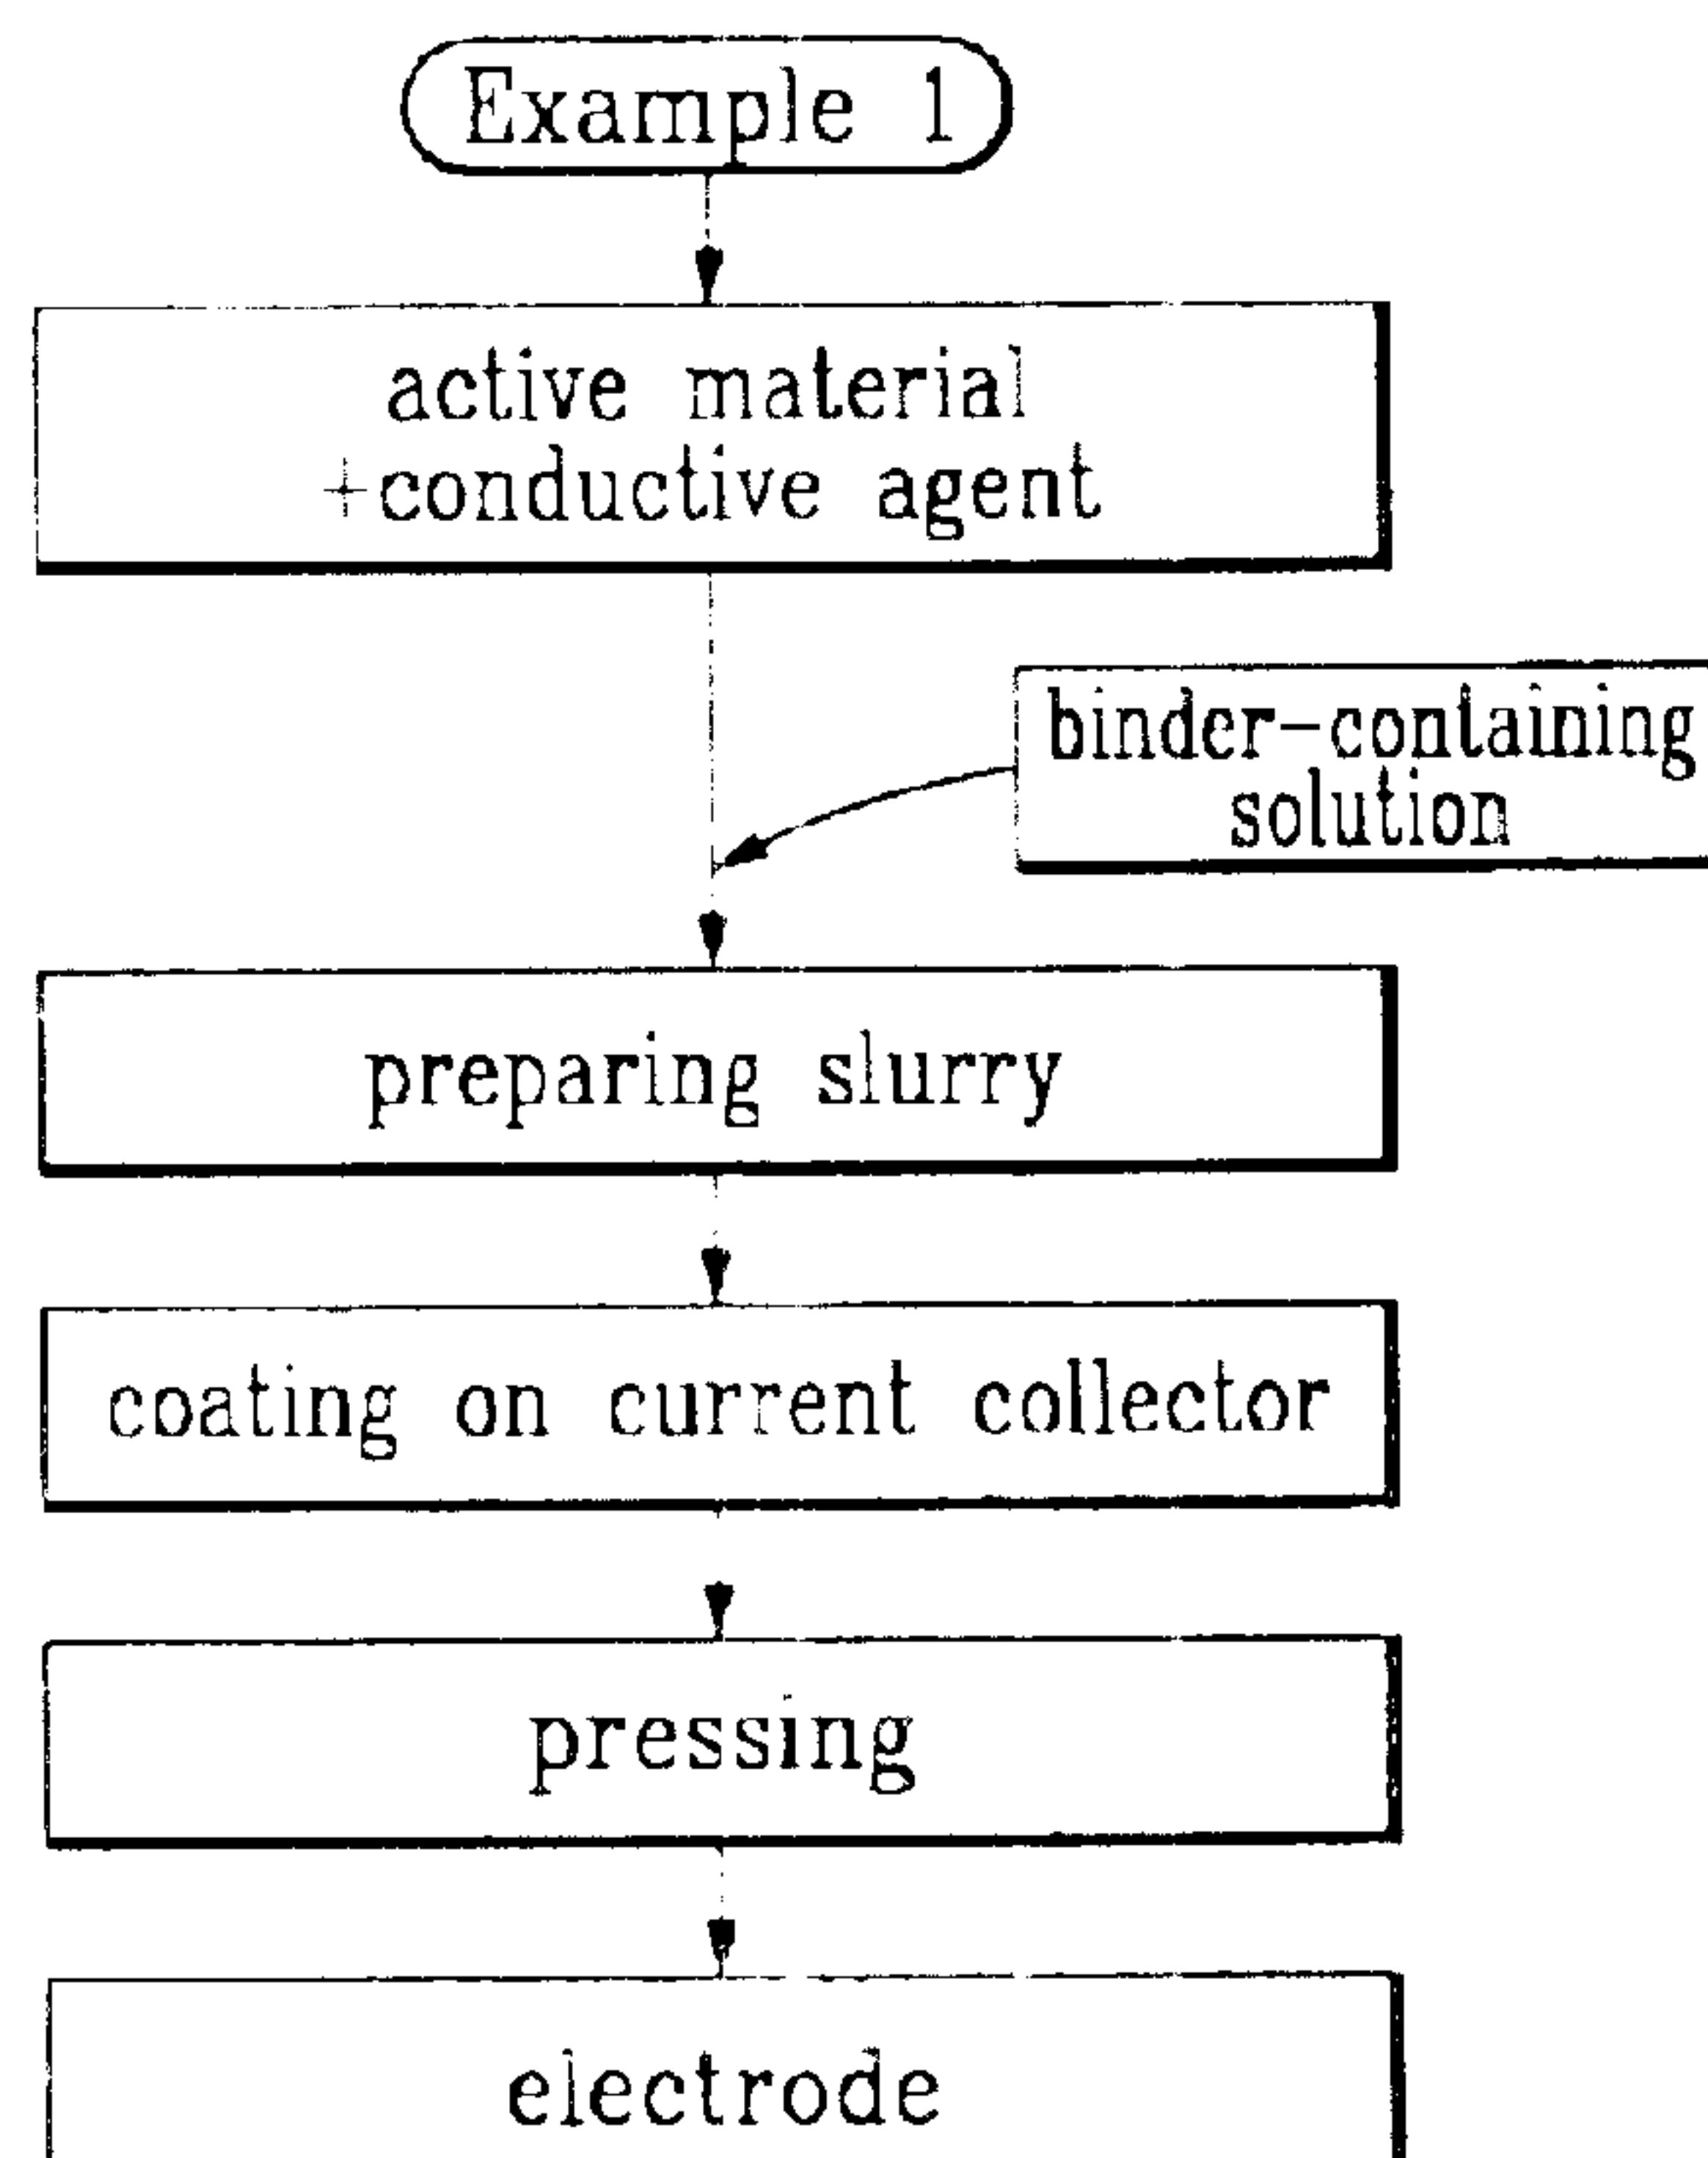 Example 1
active material
+conductive agent
binder-containing
solution
preparing slurry
coating on current collector
pressing
electrode